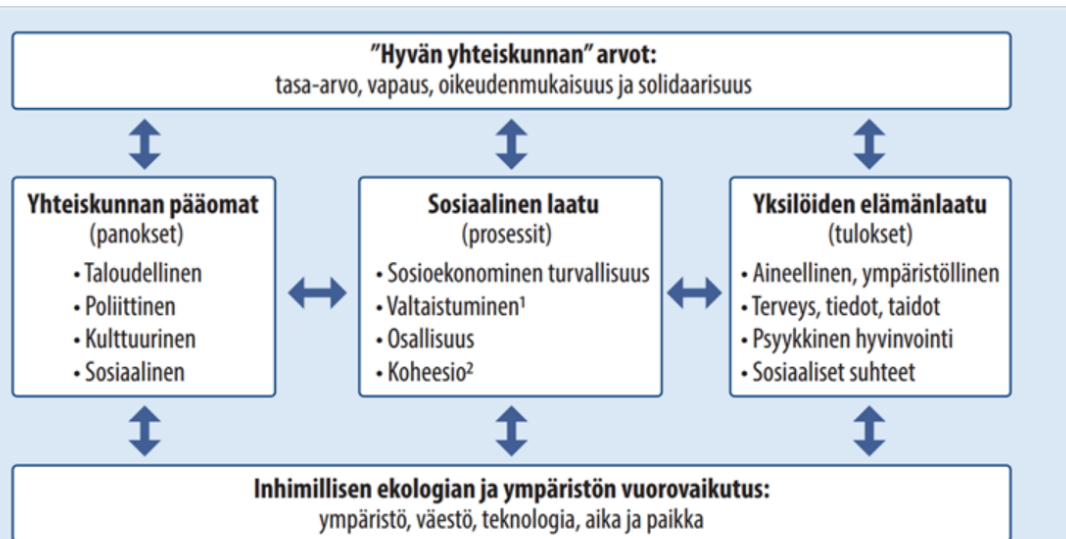 ”Hyvän yhteiskunnan” arvot:
tasa-arvo, vapaus, oikeudenmukaisuus ja solidaarisuus
Yhteiskunnan pääomat
(panokset)
• Taloudellinen
• Poliittinen
• Kulttuurinen
• Sosiaalinen
Sosiaalinen laatu
(prosessit)
• Sosioekonominen turvallisuus
• Valtaistuminen¹
• Osallisuus
• Koheesio²
Yksilöiden elämänlaatu
(tulokset)
• Aineellinen, ympäristöllinen
• Terveys, tiedot, taidot
• Psyykkinen hyvinvointi
• Sosiaaliset suhteet
Inhimillisen ekologian ja ympäristön vuorovaikutus:
ympäristö, väestö, teknologia, aika ja paikka